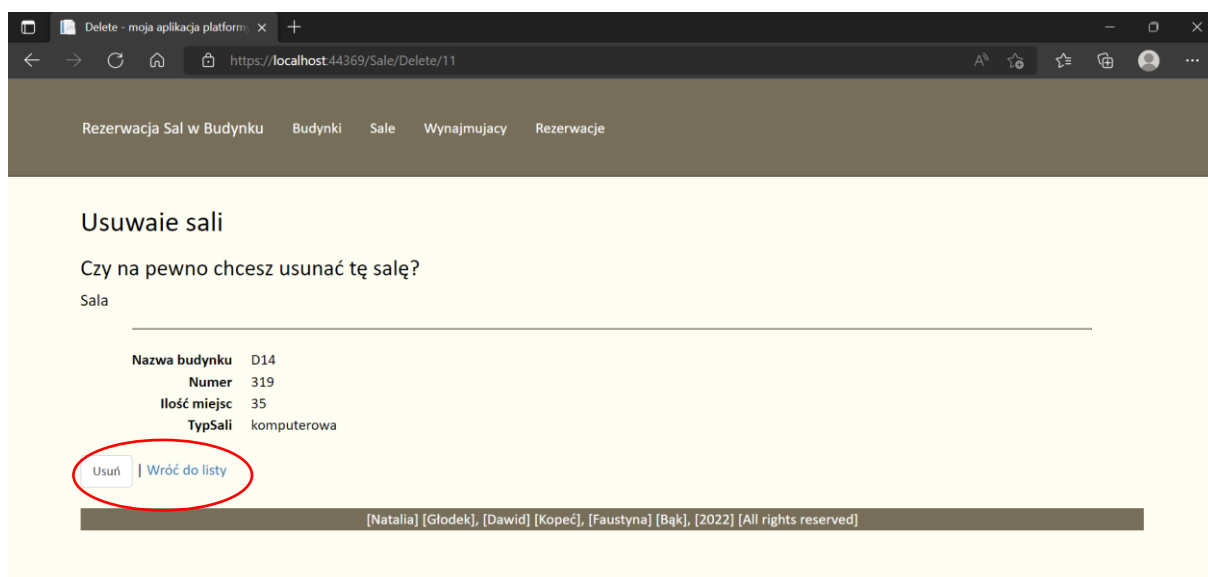 Delete - moja aplikacja platform
https://localhost:44369/Sale/Delete/11
Rezerwacja Sal w Budynku Budynki Sale Wynajmujacy Rezerwacje
Usuwaie sali
Czy na pewno chcesz usunać tę salę?
Sala
Nazwa budynku D14
Numer 319
Ilość miejsc 35
TypSali komputerowa
Usuń | Wróć do listy
[Natalia] [Głodek], [Dawid] [Kopeć], [Faustyna] [Bąk], [2022] [All rights reserved]